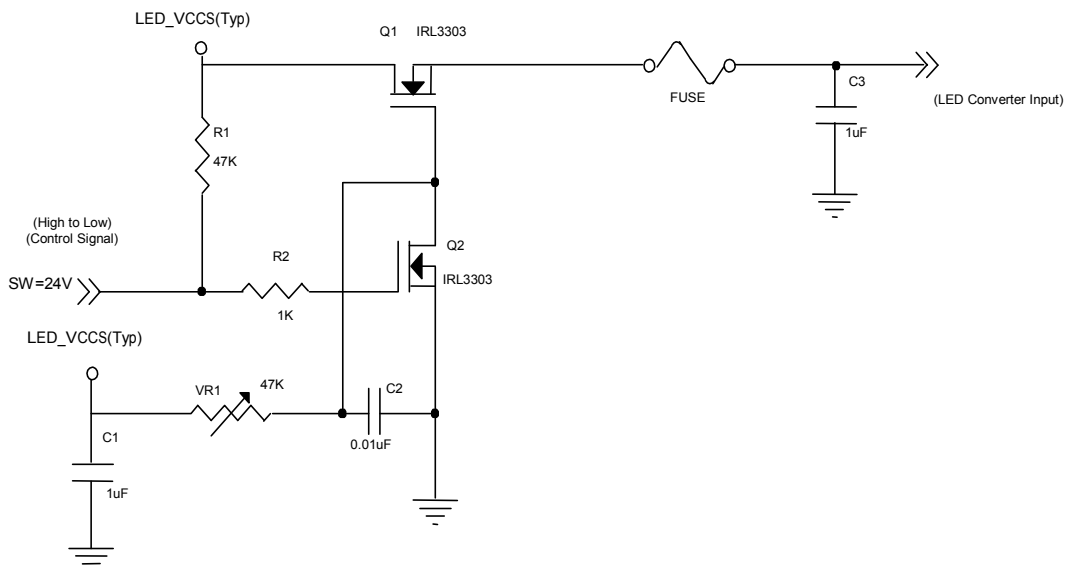 LED_VCCS(Typ)
Q1 IRL3303
FUSE
C3
(LED Converter Input)
1uF
R1
47K
(High to Low)
(Control Signal)
SW=24V
R2
1K
Q2
IRL3303
LED_VCCS(Typ)
VR1
47K
C2
0.01uF
C1
1uF